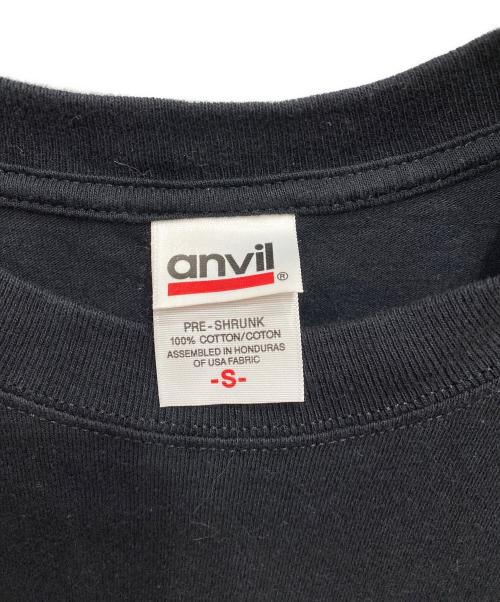 anvil®
PRE-SHRUNK
100% COTTON/COTON
ASSEMBLED IN HONDURAS
OF USA FABRIC
-S-